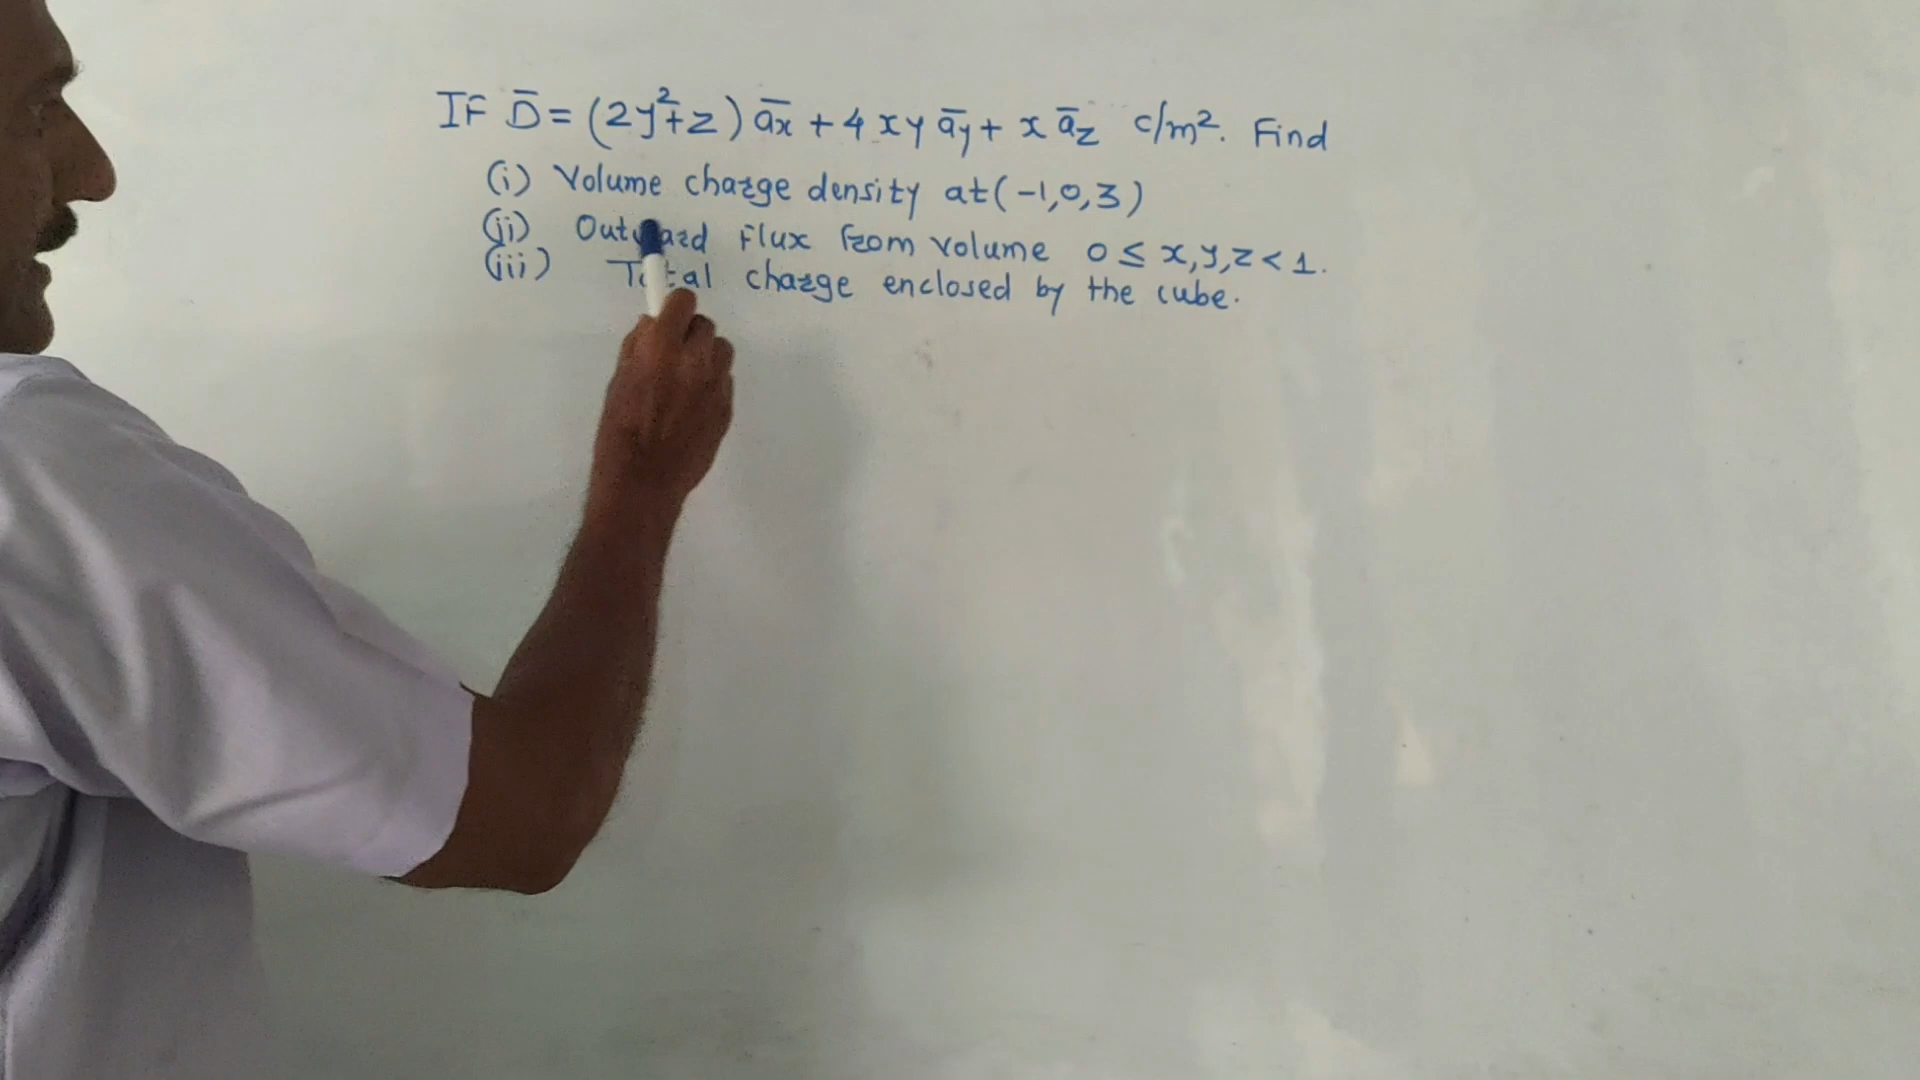 IF D̄ = (2y²+z) āx + 4xy āy + x āz c/m². Find
(i) Volume charge density at (-1,0,3)
(ii) Outward Flux from volume 0 ≤ x,y,z < 1.
(iii) Total charge enclosed by the cube.